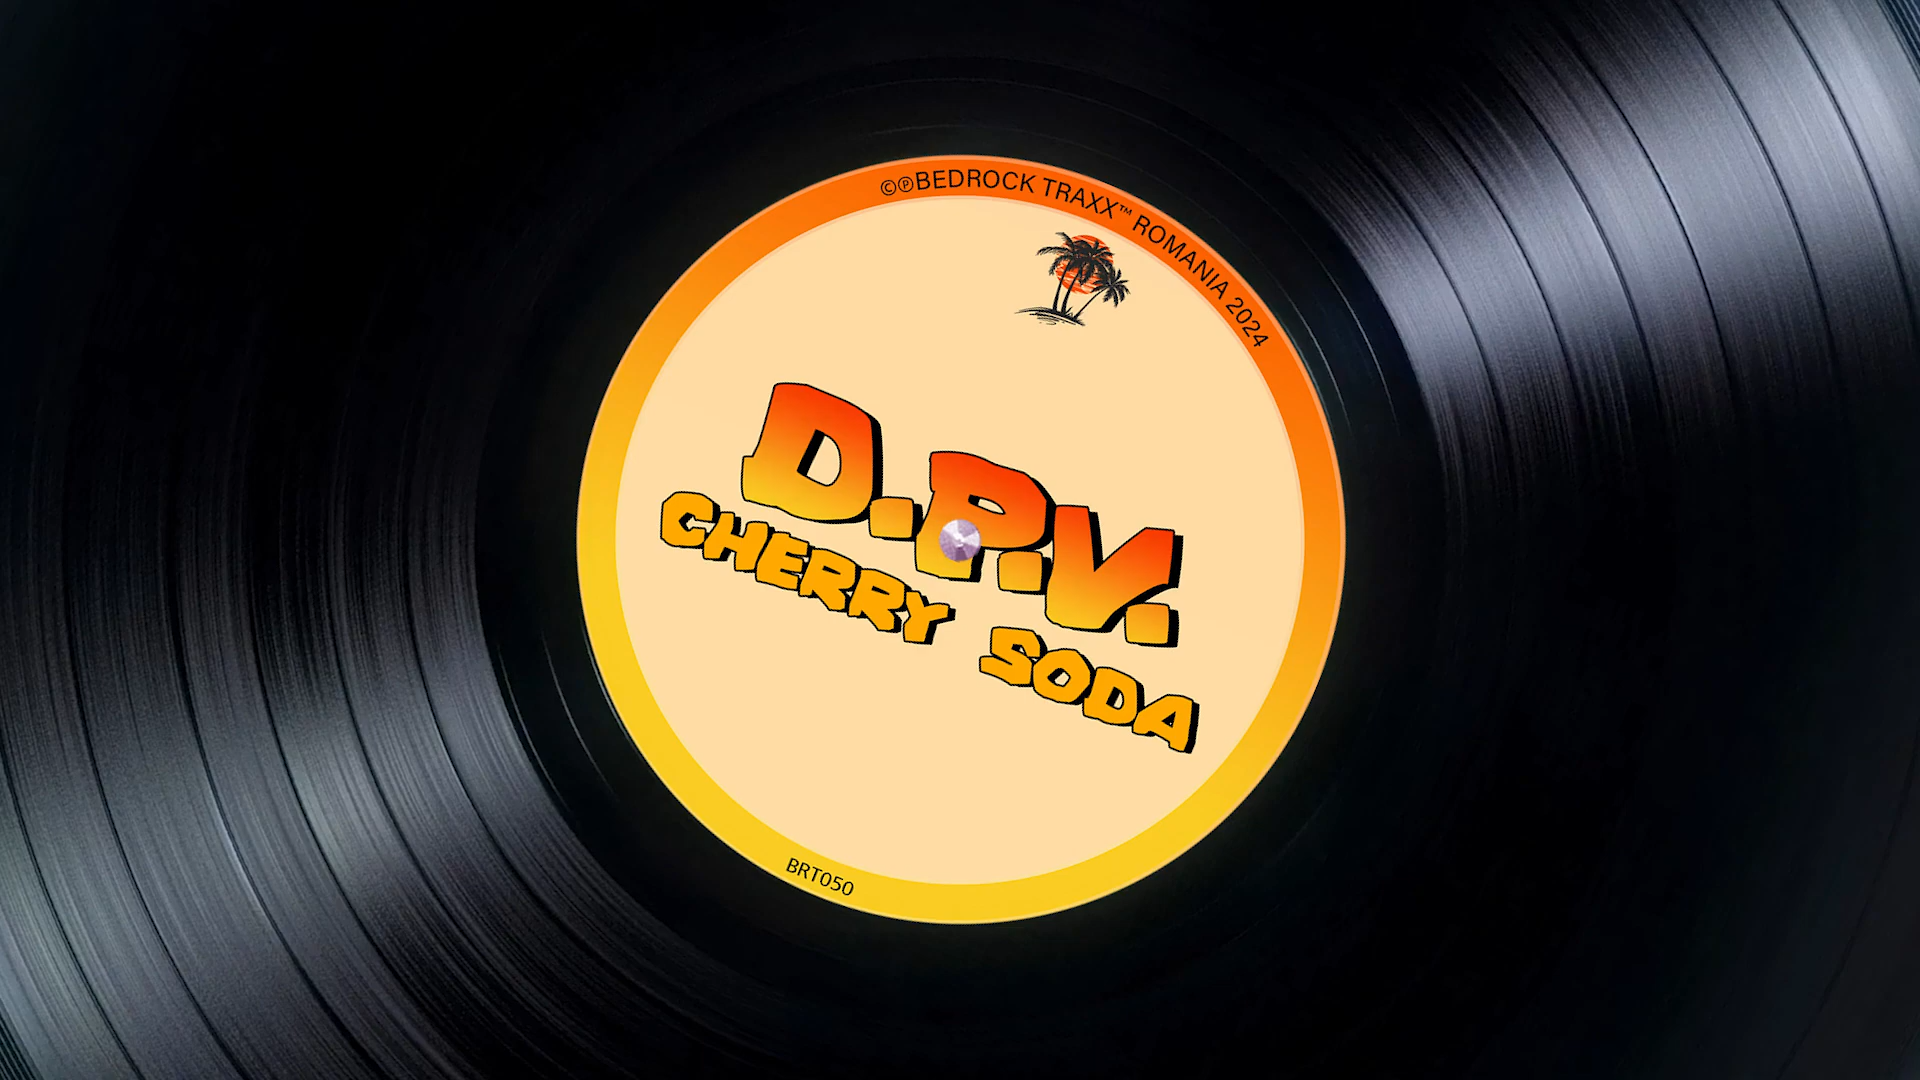 ©℗BEDROCK TRAXX™ ROMANIA 2024
D.P.V.
CHERRY SODA
BRT050